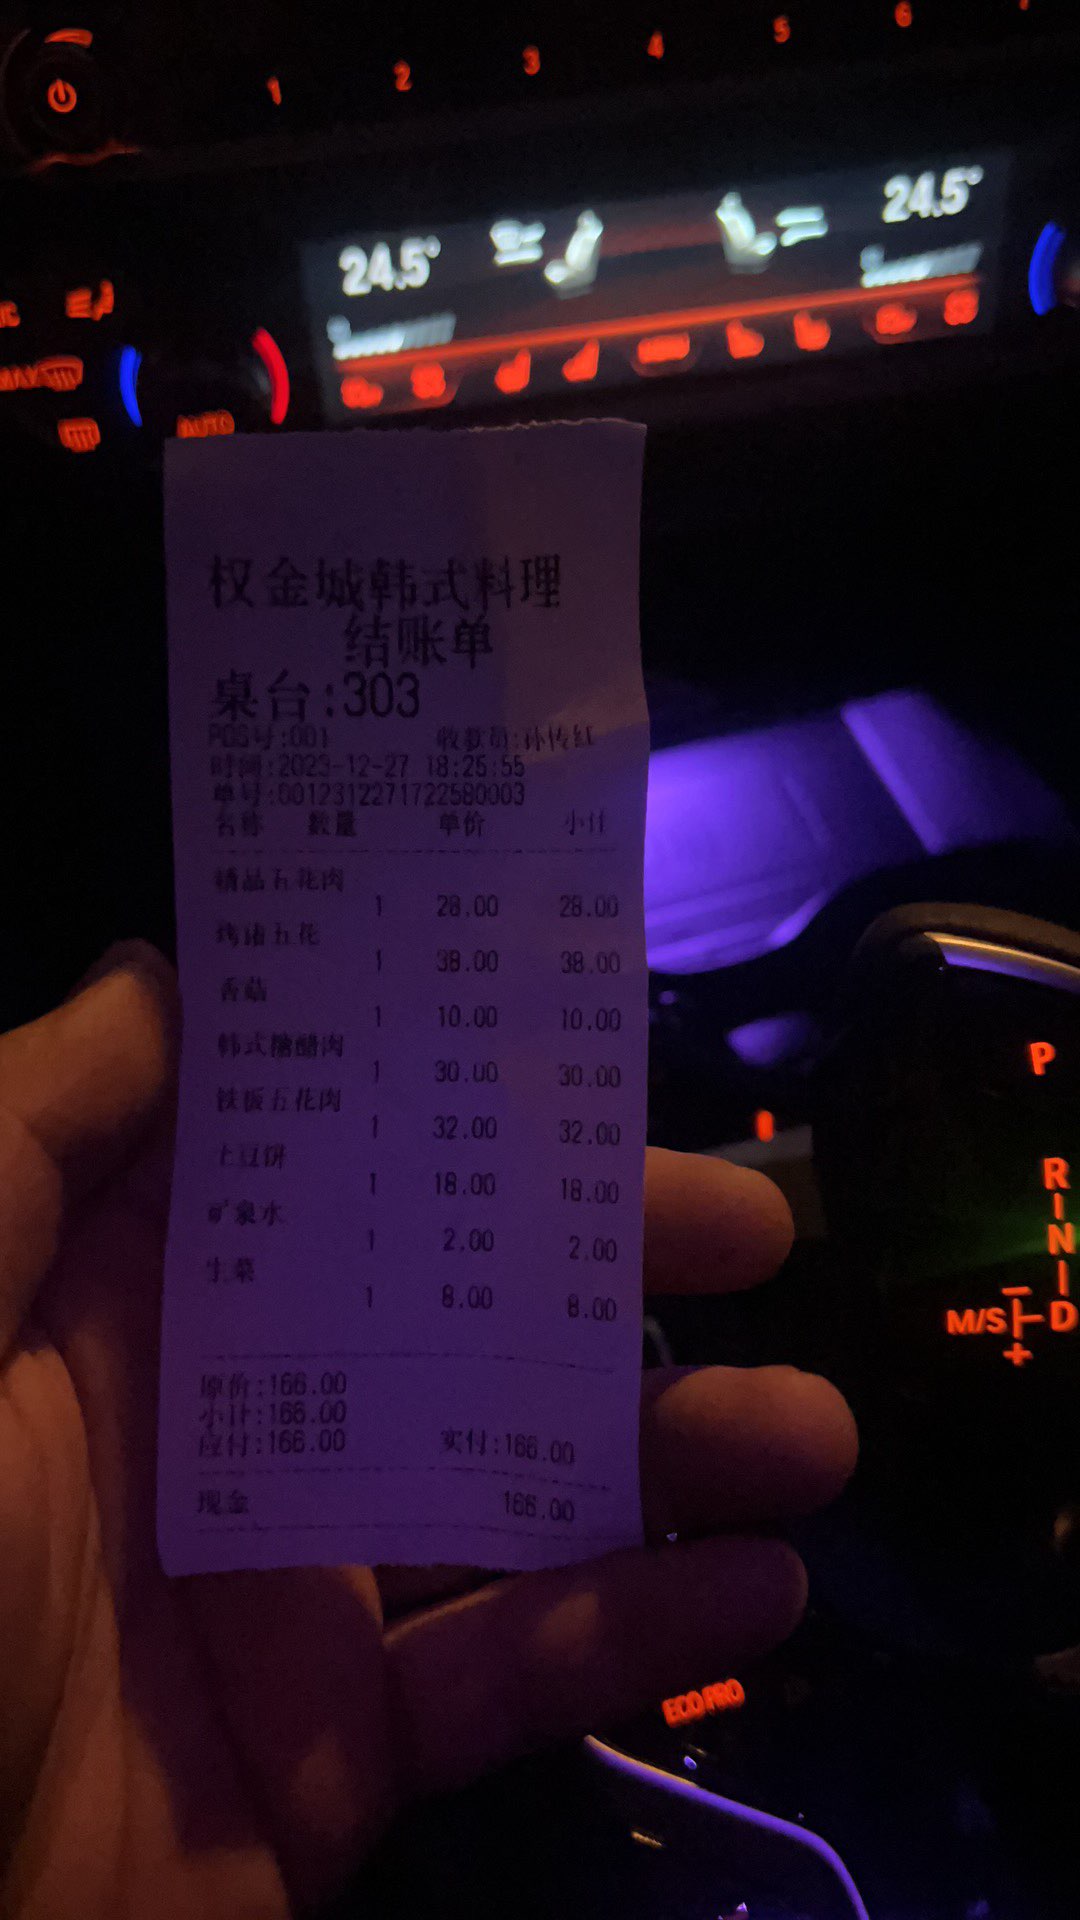 1 2 3 4 5 6
24.5° 24.5°
MAX
AUTO
权金城韩式料理
结账单
桌台:303
POS号:001 收款员:孙传红
时间:2023-12-27 18:25:55
单号:0012312271722580003
名称 数量 单价 小计
精品五花肉
1 28.00 28.00
烤猪五花
1 38.00 38.00
香菇
1 10.00 10.00
韩式糖醋肉
1 30.00 30.00
铁板五花肉
1 32.00 32.00
土豆饼
1 18.00 18.00
矿泉水
1 2.00 2.00
生菜
1 8.00 8.00
原价:166.00
小计:166.00
应付:166.00 实付:166.00
现金 166.00
P
R
N
M/S D
ECO PRO